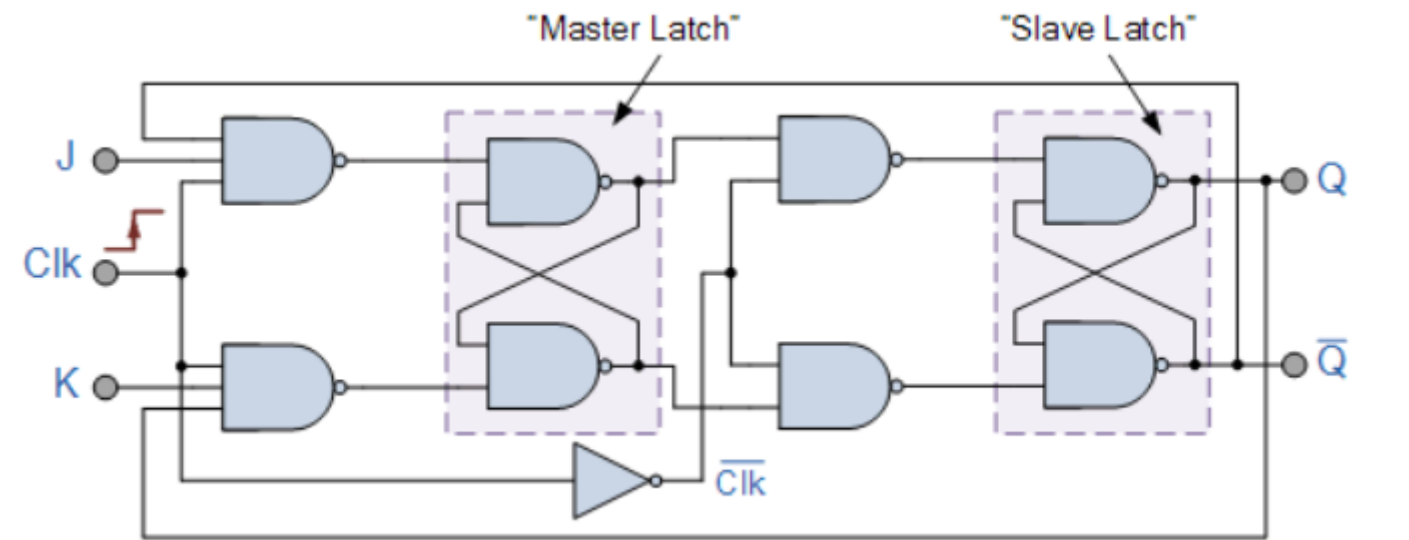 "Master Latch"
"Slave Latch"
J
Q
Clk
K
Q̅
C̅l̅k̅